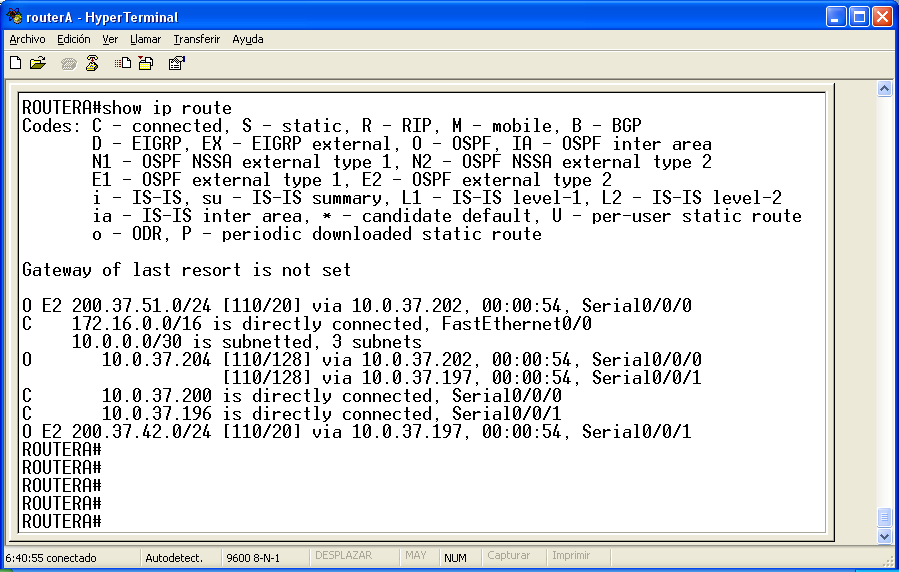 routerA - HyperTerminal
Archivo Edición Ver Llamar Transferir Ayuda
ROUTERA#show ip route
Codes: C - connected, S - static, R - RIP, M - mobile, B - BGP
       D - EIGRP, EX - EIGRP external, O - OSPF, IA - OSPF inter area
       N1 - OSPF NSSA external type 1, N2 - OSPF NSSA external type 2
       E1 - OSPF external type 1, E2 - OSPF external type 2
       i - IS-IS, su - IS-IS summary, L1 - IS-IS level-1, L2 - IS-IS level-2
       ia - IS-IS inter area, * - candidate default, U - per-user static route
       o - ODR, P - periodic downloaded static route
Gateway of last resort is not set
O E2 200.37.51.0/24 [110/20] via 10.0.37.202, 00:00:54, Serial0/0/0
C    172.16.0.0/16 is directly connected, FastEthernet0/0
     10.0.0.0/30 is subnetted, 3 subnets
O       10.0.37.204 [110/128] via 10.0.37.202, 00:00:54, Serial0/0/0
                    [110/128] via 10.0.37.197, 00:00:54, Serial0/0/1
C       10.0.37.200 is directly connected, Serial0/0/0
C       10.0.37.196 is directly connected, Serial0/0/1
O E2 200.37.42.0/24 [110/20] via 10.0.37.197, 00:00:54, Serial0/0/1
ROUTERA#
ROUTERA#
ROUTERA#
ROUTERA#
ROUTERA#
6:40:55 conectado Autodetect. 9600 8-N-1 DESPLAZAR MAY NUM Capturar Imprimir